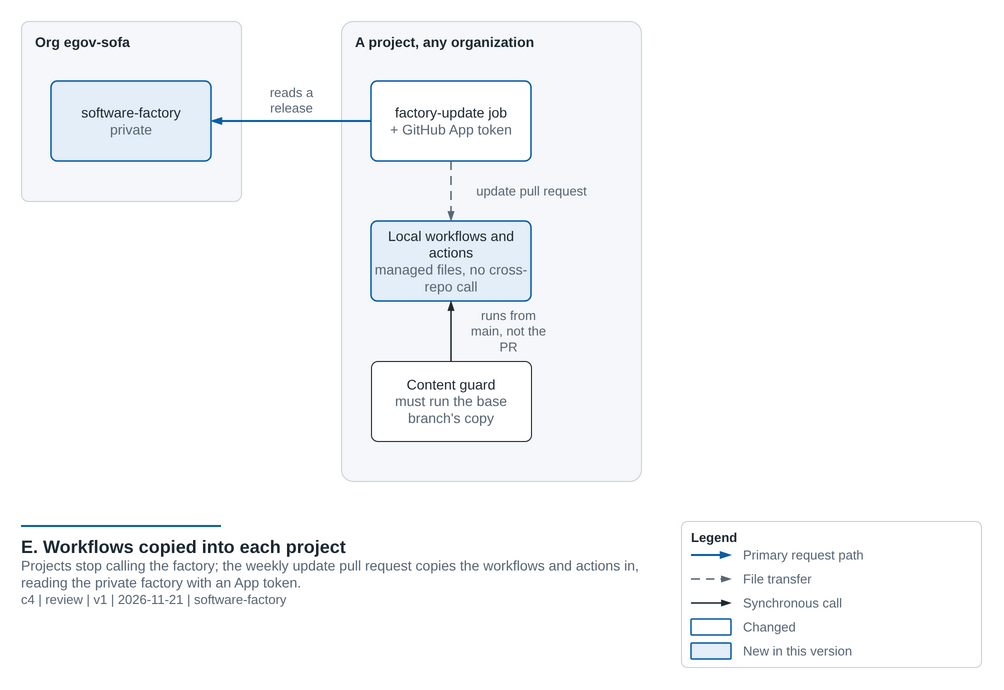 Org egov-sofa
A project, any organization
software-factory
private
reads a
release
factory-update job
+ GitHub App token
update pull request
Local workflows and
actions
managed files, no cross-
repo call
runs from
main, not the
PR
Content guard
must run the base
branch's copy
E. Workflows copied into each project
Projects stop calling the factory; the weekly update pull request copies the workflows and actions in,
reading the private factory with an App token.
c4 | review | v1 | 2026-11-21 | software-factory
Legend
Primary request path
File transfer
Synchronous call
Changed
New in this version